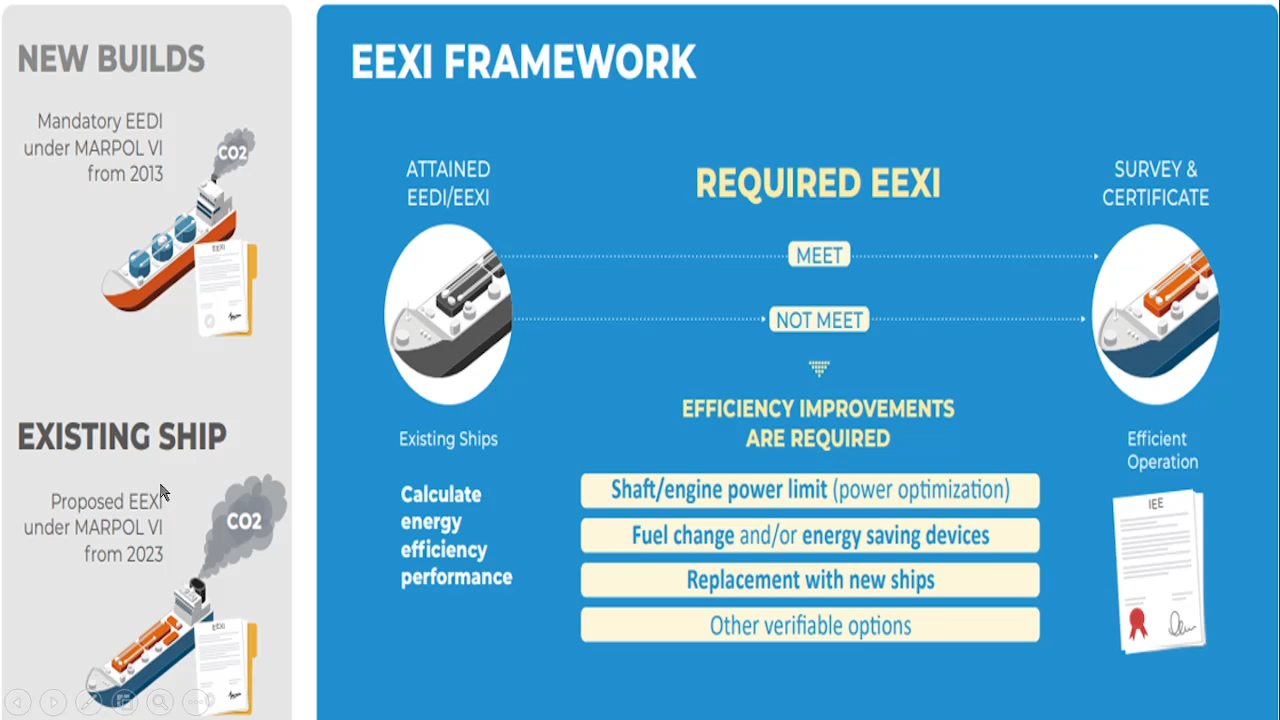 NEW BUILDS
Mandatory EEDI
under MARPOL VI
from 2013
CO2
EEXI
EXISTING SHIP
Proposed EEXI
under MARPOL VI
from 2023
CO2
EEXI
EEXI FRAMEWORK
ATTAINED
EEDI/EEXI
REQUIRED EEXI
SURVEY &
CERTIFICATE
MEET
NOT MEET
Existing Ships
Calculate
energy
efficiency
performance
EFFICIENCY IMPROVEMENTS
ARE REQUIRED
Shaft/engine power limit (power optimization)
Fuel change and/or energy saving devices
Replacement with new ships
Other verifiable options
Efficient
Operation
IEE